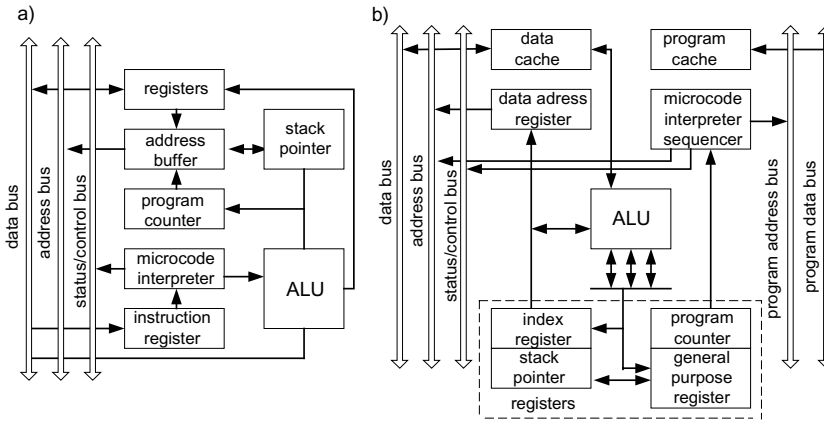 a)
registers
address
buffer
stack
pointer
program
counter
microcode
interpreter
instruction
register
ALU
data bus
address bus
status/control bus
b)
data
cache
program
cache
data adress
register
microcode
interpreter
sequencer
ALU
index
register
stack
pointer
program
counter
general
purpose
register
registers
data bus
address bus
status/control bus
program address bus
program data bus